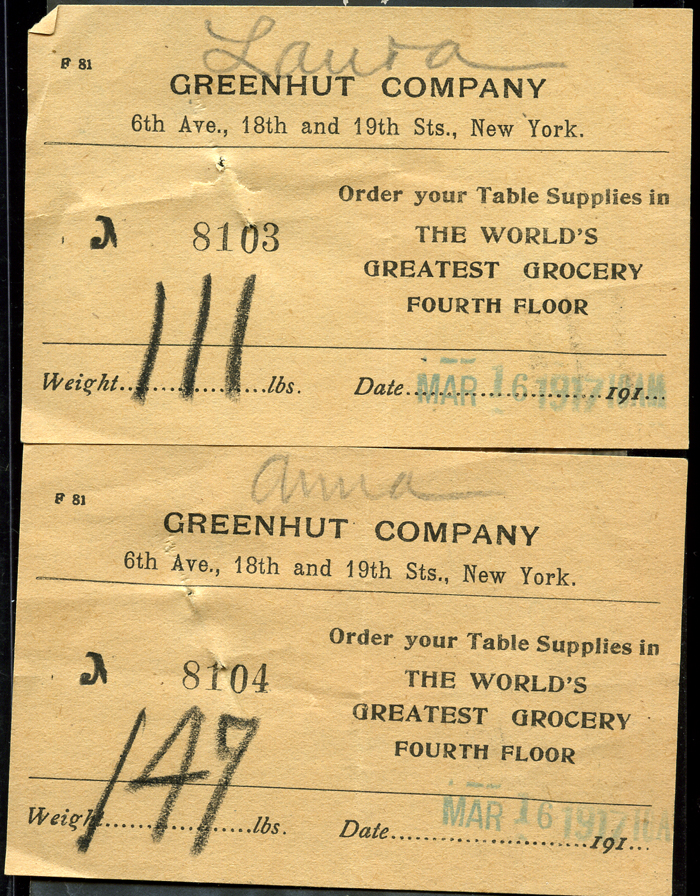 Laura
F 81
GREENHUT COMPANY
6th Ave., 18th and 19th Sts., New York.
Order your Table Supplies in
8103
THE WORLD'S
GREATEST GROCERY
FOURTH FLOOR
111
Weight....................lbs. Date........................191...
MAR 16 1917
Anna
F 81
GREENHUT COMPANY
6th Ave., 18th and 19th Sts., New York.
Order your Table Supplies in
8104
THE WORLD'S
GREATEST GROCERY
FOURTH FLOOR
147
Weight....................lbs. Date........................191...
MAR 16 1917